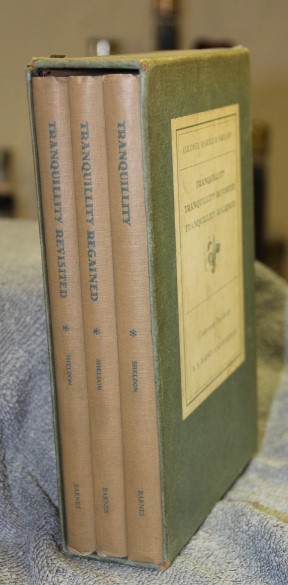 TRANQUILLITY REVISITED
*
SHELDON
BARNES
TRANQUILLITY REGAINED
*
SHELDON
BARNES
TRANQUILLITY
*
SHELDON
BARNES
TRANQUILLITY
TRANQUILLITY REVISITED
TRANQUILLITY REGAINED